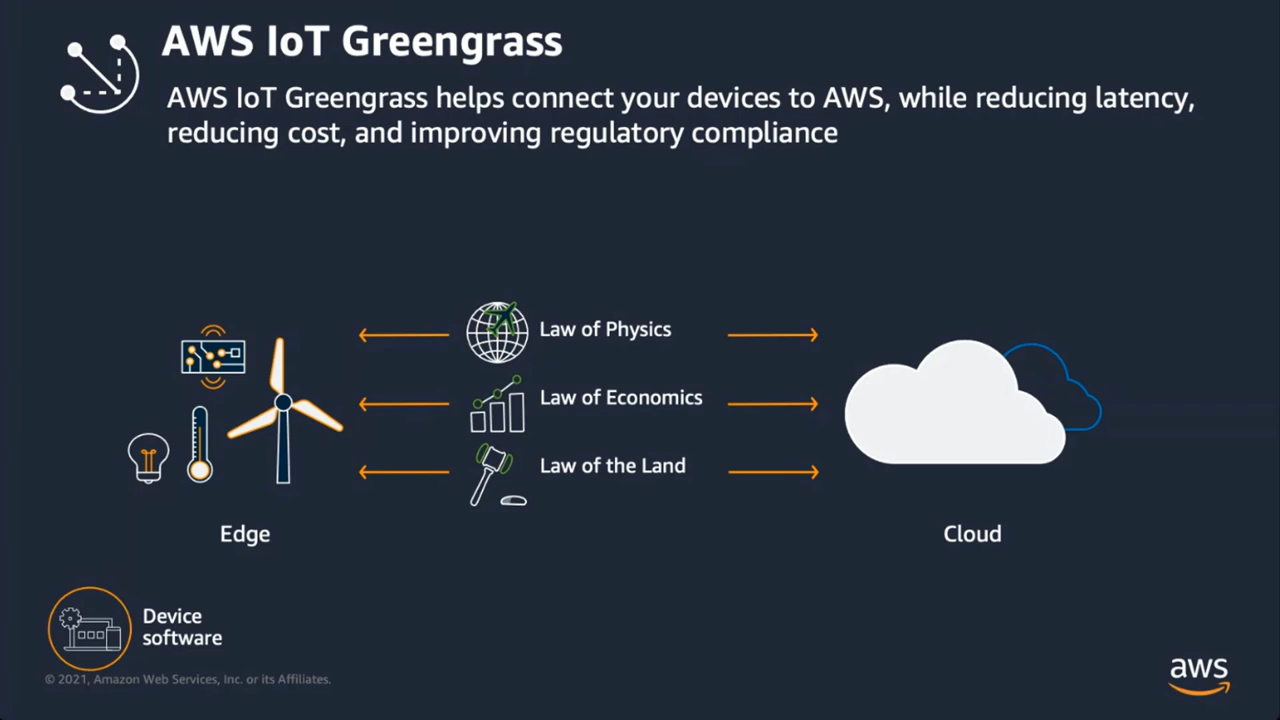 AWS IoT Greengrass
AWS IoT Greengrass helps connect your devices to AWS, while reducing latency,
reducing cost, and improving regulatory compliance
Law of Physics
Law of Economics
Law of the Land
Edge
Cloud
Device
software
© 2021, Amazon Web Services, Inc. or its Affiliates.
aws